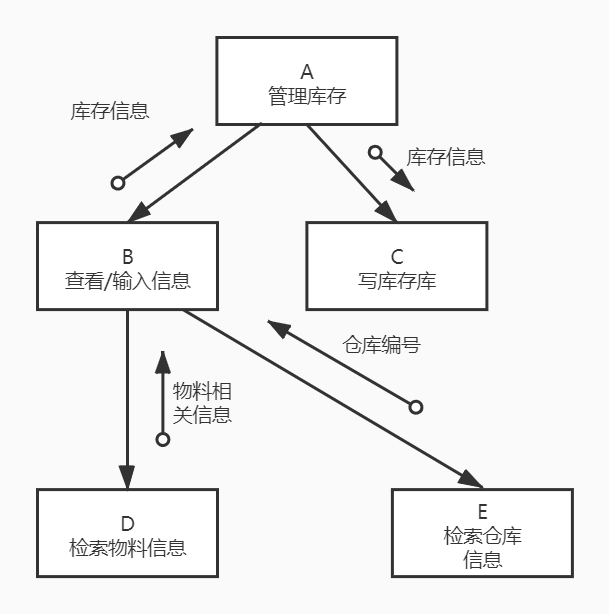 A
管理库存
库存信息
库存信息
B
查看/输入信息
C
写库存库
仓库编号
物料相
关信息
D
检索物料信息
E
检索仓库
信息